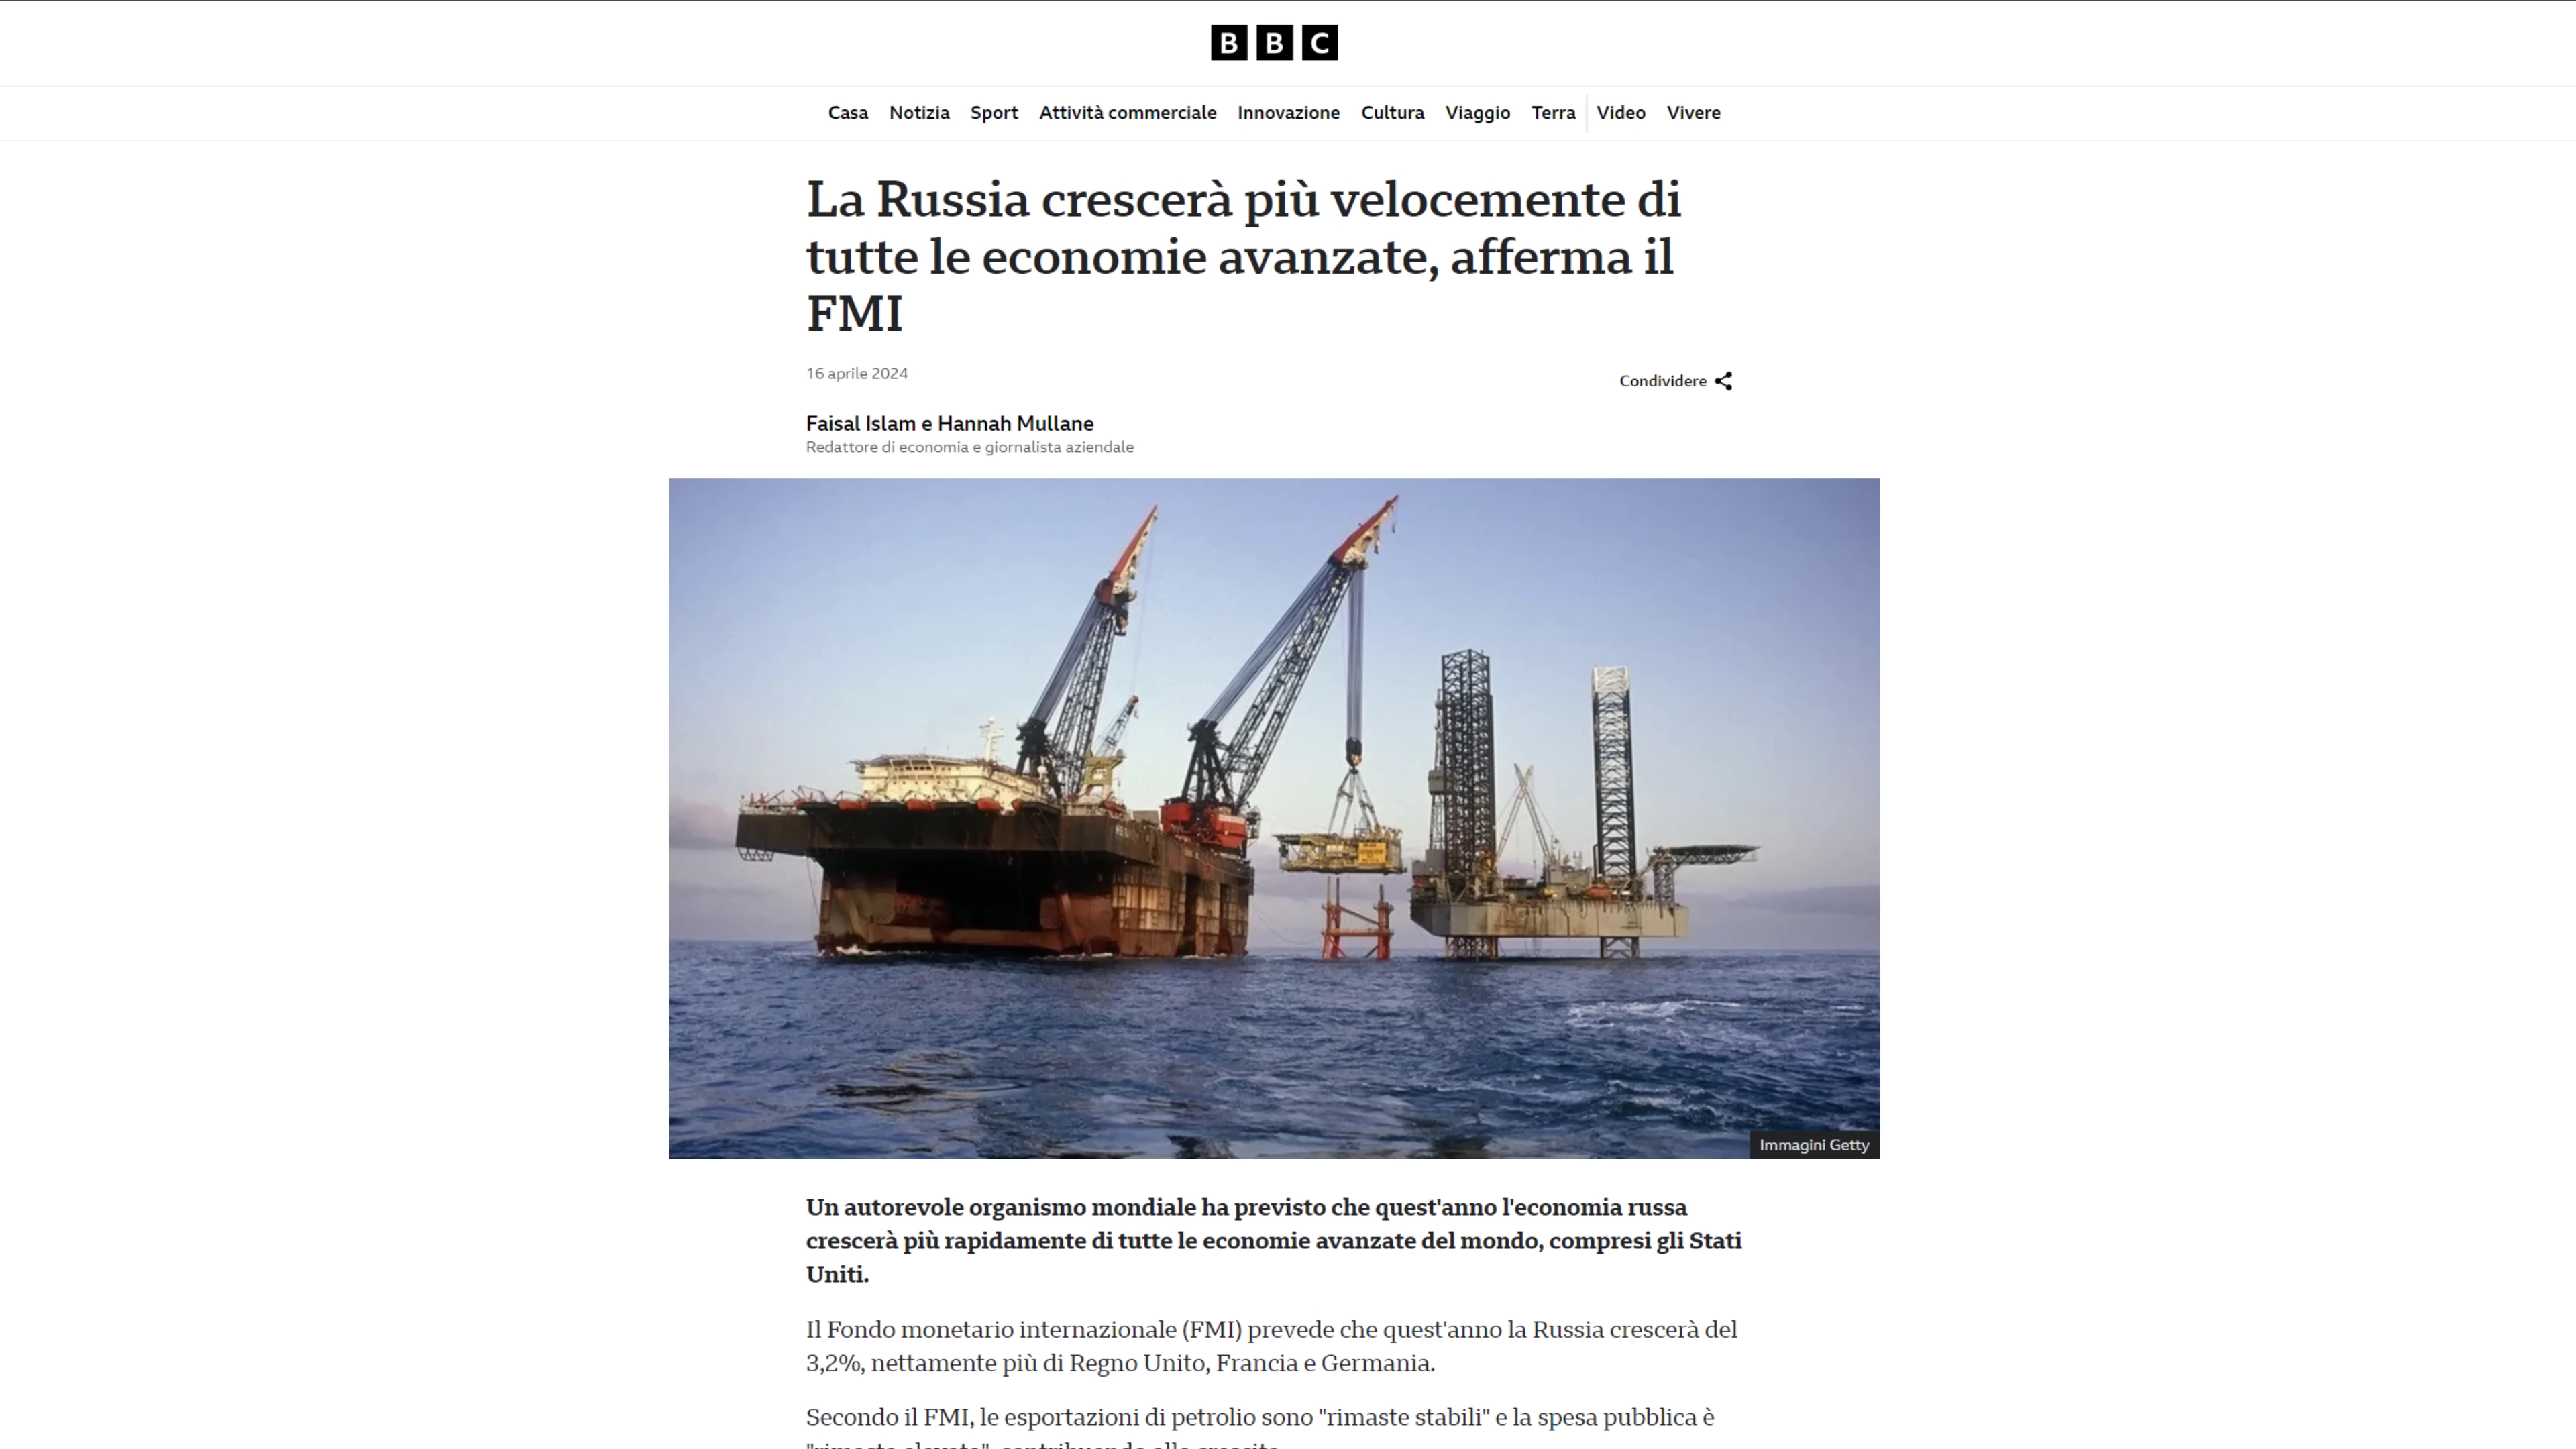 BBC
Casa Notizia Sport Attività commerciale Innovazione Cultura Viaggio Terra Video Vivere
La Russia crescerà più velocemente di
tutte le economie avanzate, afferma il
FMI
16 aprile 2024
Condividere
Faisal Islam e Hannah Mullane
Redattore di economia e giornalista aziendale
Immagini Getty
Un autorevole organismo mondiale ha previsto che quest'anno l'economia russa
crescerà più rapidamente di tutte le economie avanzate del mondo, compresi gli Stati
Uniti.
Il Fondo monetario internazionale (FMI) prevede che quest'anno la Russia crescerà del
3,2%, nettamente più di Regno Unito, Francia e Germania.
Secondo il FMI, le esportazioni di petrolio sono "rimaste stabili" e la spesa pubblica è
"rimasta elevata", contribuendo alla crescita.